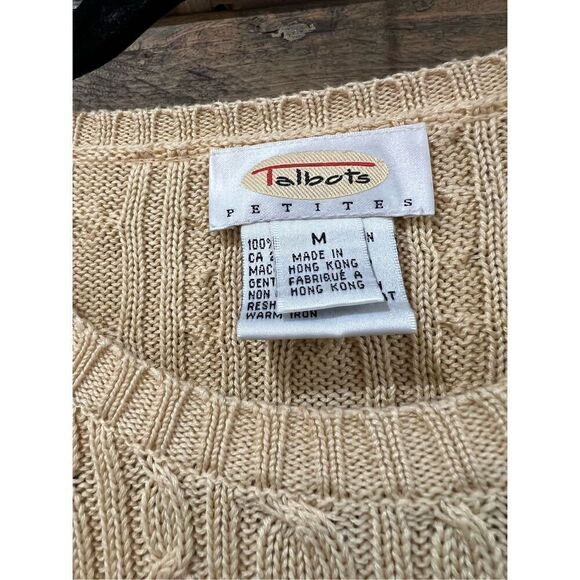 Talbots
PETITES
M
MADE IN
HONG KONG
FABRIQUÉ A
HONG KONG
100%
CA
MAC
GENT
NON
RESH
WARM IRON